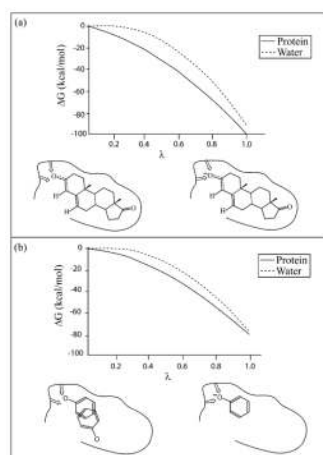 (a)
0
-20
-40
-60
-80
-100
ΔG (kcal/mol)
Protein
Water
0.2 0.4 0.6 0.8 1.0
λ
O
H
H
O
O
H
H
O
(b)
0
-20
-40
-60
-80
-100
ΔG (kcal/mol)
Protein
Water
0 0.2 0.4 0.6 0.8 1
λ
O
O
O